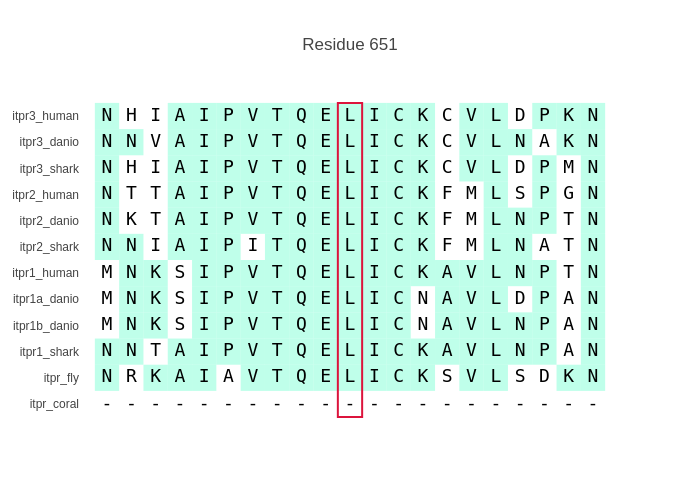 Residue 651
itpr3_human N H I A I P V T Q E L I C K C V L D P K N
itpr3_danio N N V A I P V T Q E L I C K C V L N A K N
itpr3_shark N H I A I P V T Q E L I C K C V L D P M N
itpr2_human N T T A I P V T Q E L I C K F M L S P G N
itpr2_danio N K T A I P V T Q E L I C K F M L N P T N
itpr2_shark N N I A I P I T Q E L I C K F M L N A T N
itpr1_human M N K S I P V T Q E L I C K A V L N P T N
itpr1a_danio M N K S I P V T Q E L I C N A V L D P A N
itpr1b_danio M N K S I P V T Q E L I C N A V L N P A N
itpr1_shark N N T A I P V T Q E L I C K A V L N P A N
itpr_fly N R K A I A V T Q E L I C K S V L S D K N
itpr_coral - - - - - - - - - - - - - - - - - - - - -